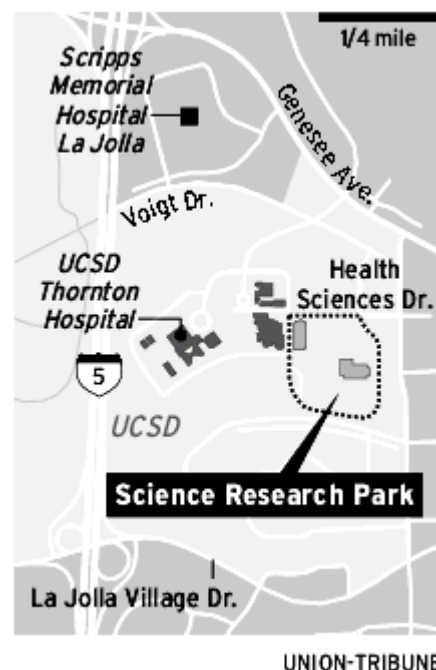 1/4 mile
Scripps
Memorial
Hospital
La Jolla
Genesee Ave.
Voigt Dr.
UCSD
Thornton
Hospital
Health
Sciences Dr.
5
UCSD
Science Research Park
La Jolla Village Dr.
UNION-TRIBUNE